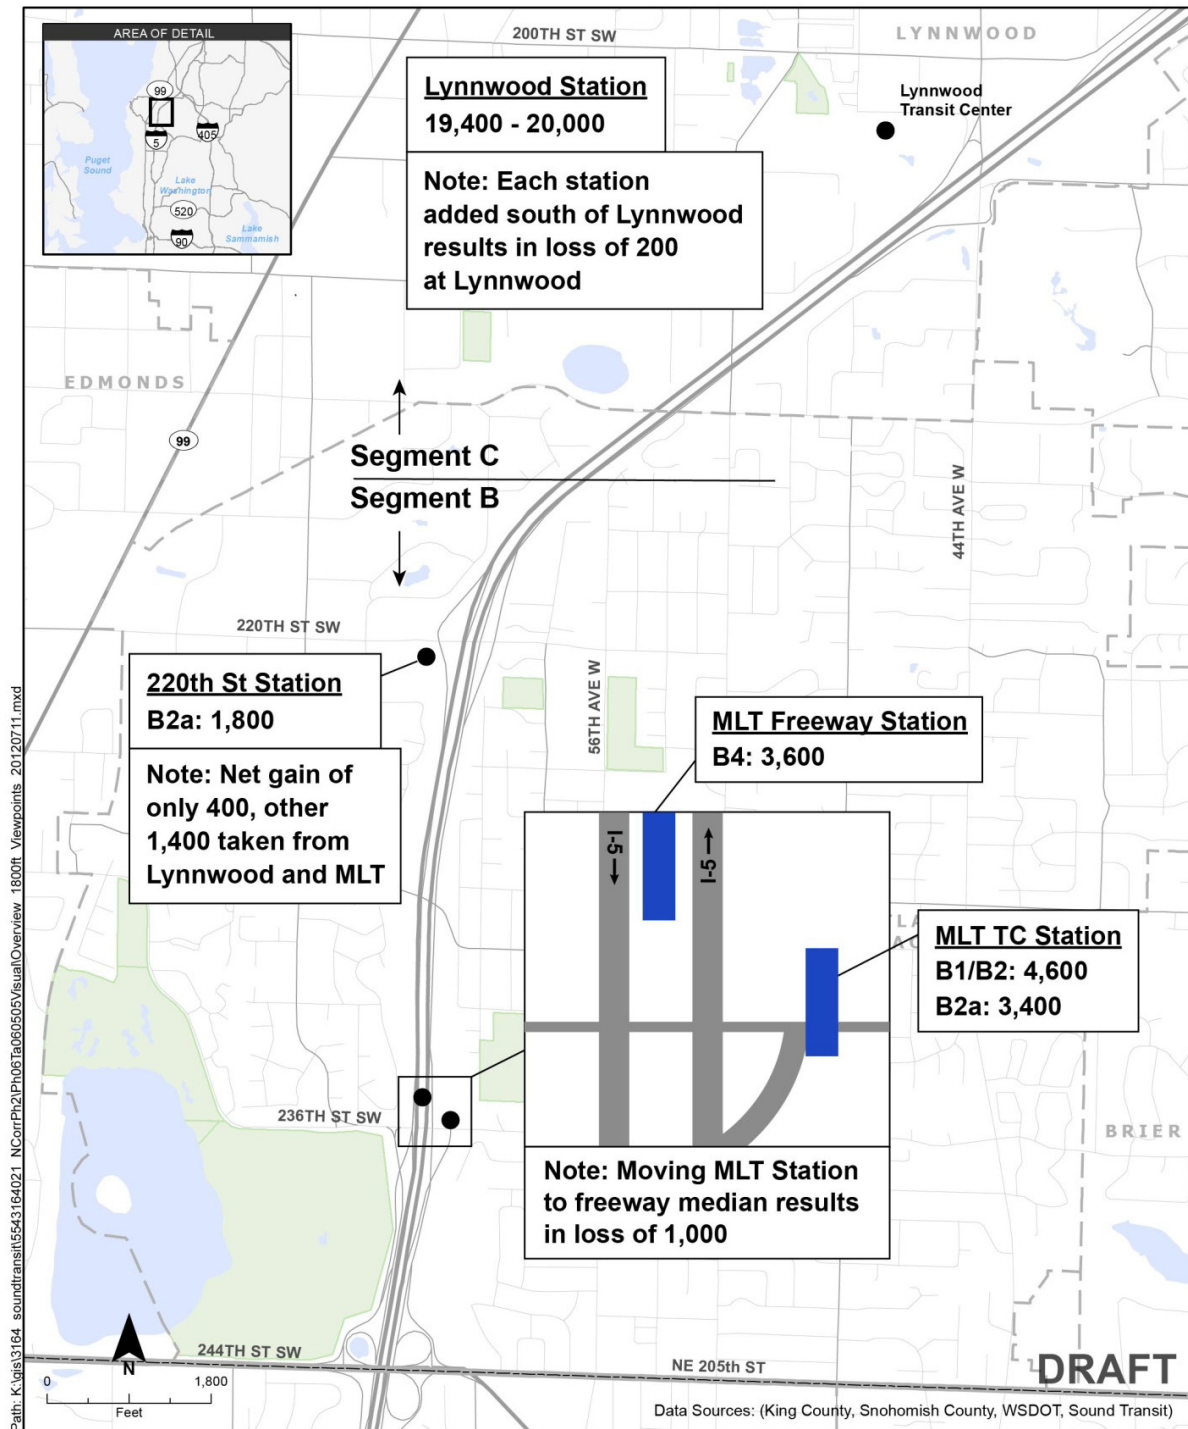 AREA OF DETAIL
99
5
405
Puget
Sound
Lake
Washington
520
Lake
Sammamish
90
200TH ST SW
LYNNWOOD
Lynnwood Station
19,400 - 20,000
Note: Each station
added south of Lynnwood
results in loss of 200
at Lynnwood
Lynnwood
Transit Center
EDMONDS
99
Segment C
Segment B
44TH AVE W
220TH ST SW
56TH AVE W
220th St Station
B2a: 1,800
Note: Net gain of
only 400, other
1,400 taken from
Lynnwood and MLT
MLT Freeway Station
B4: 3,600
I-5
I-5
MLT TC Station
B1/B2: 4,600
B2a: 3,400
236TH ST SW
BRIER
Note: Moving MLT Station
to freeway median results
in loss of 1,000
244TH ST SW
NE 205th ST
N
0 1,800
Feet
DRAFT
Data Sources: (King County, Snohomish County, WSDOT, Sound Transit)